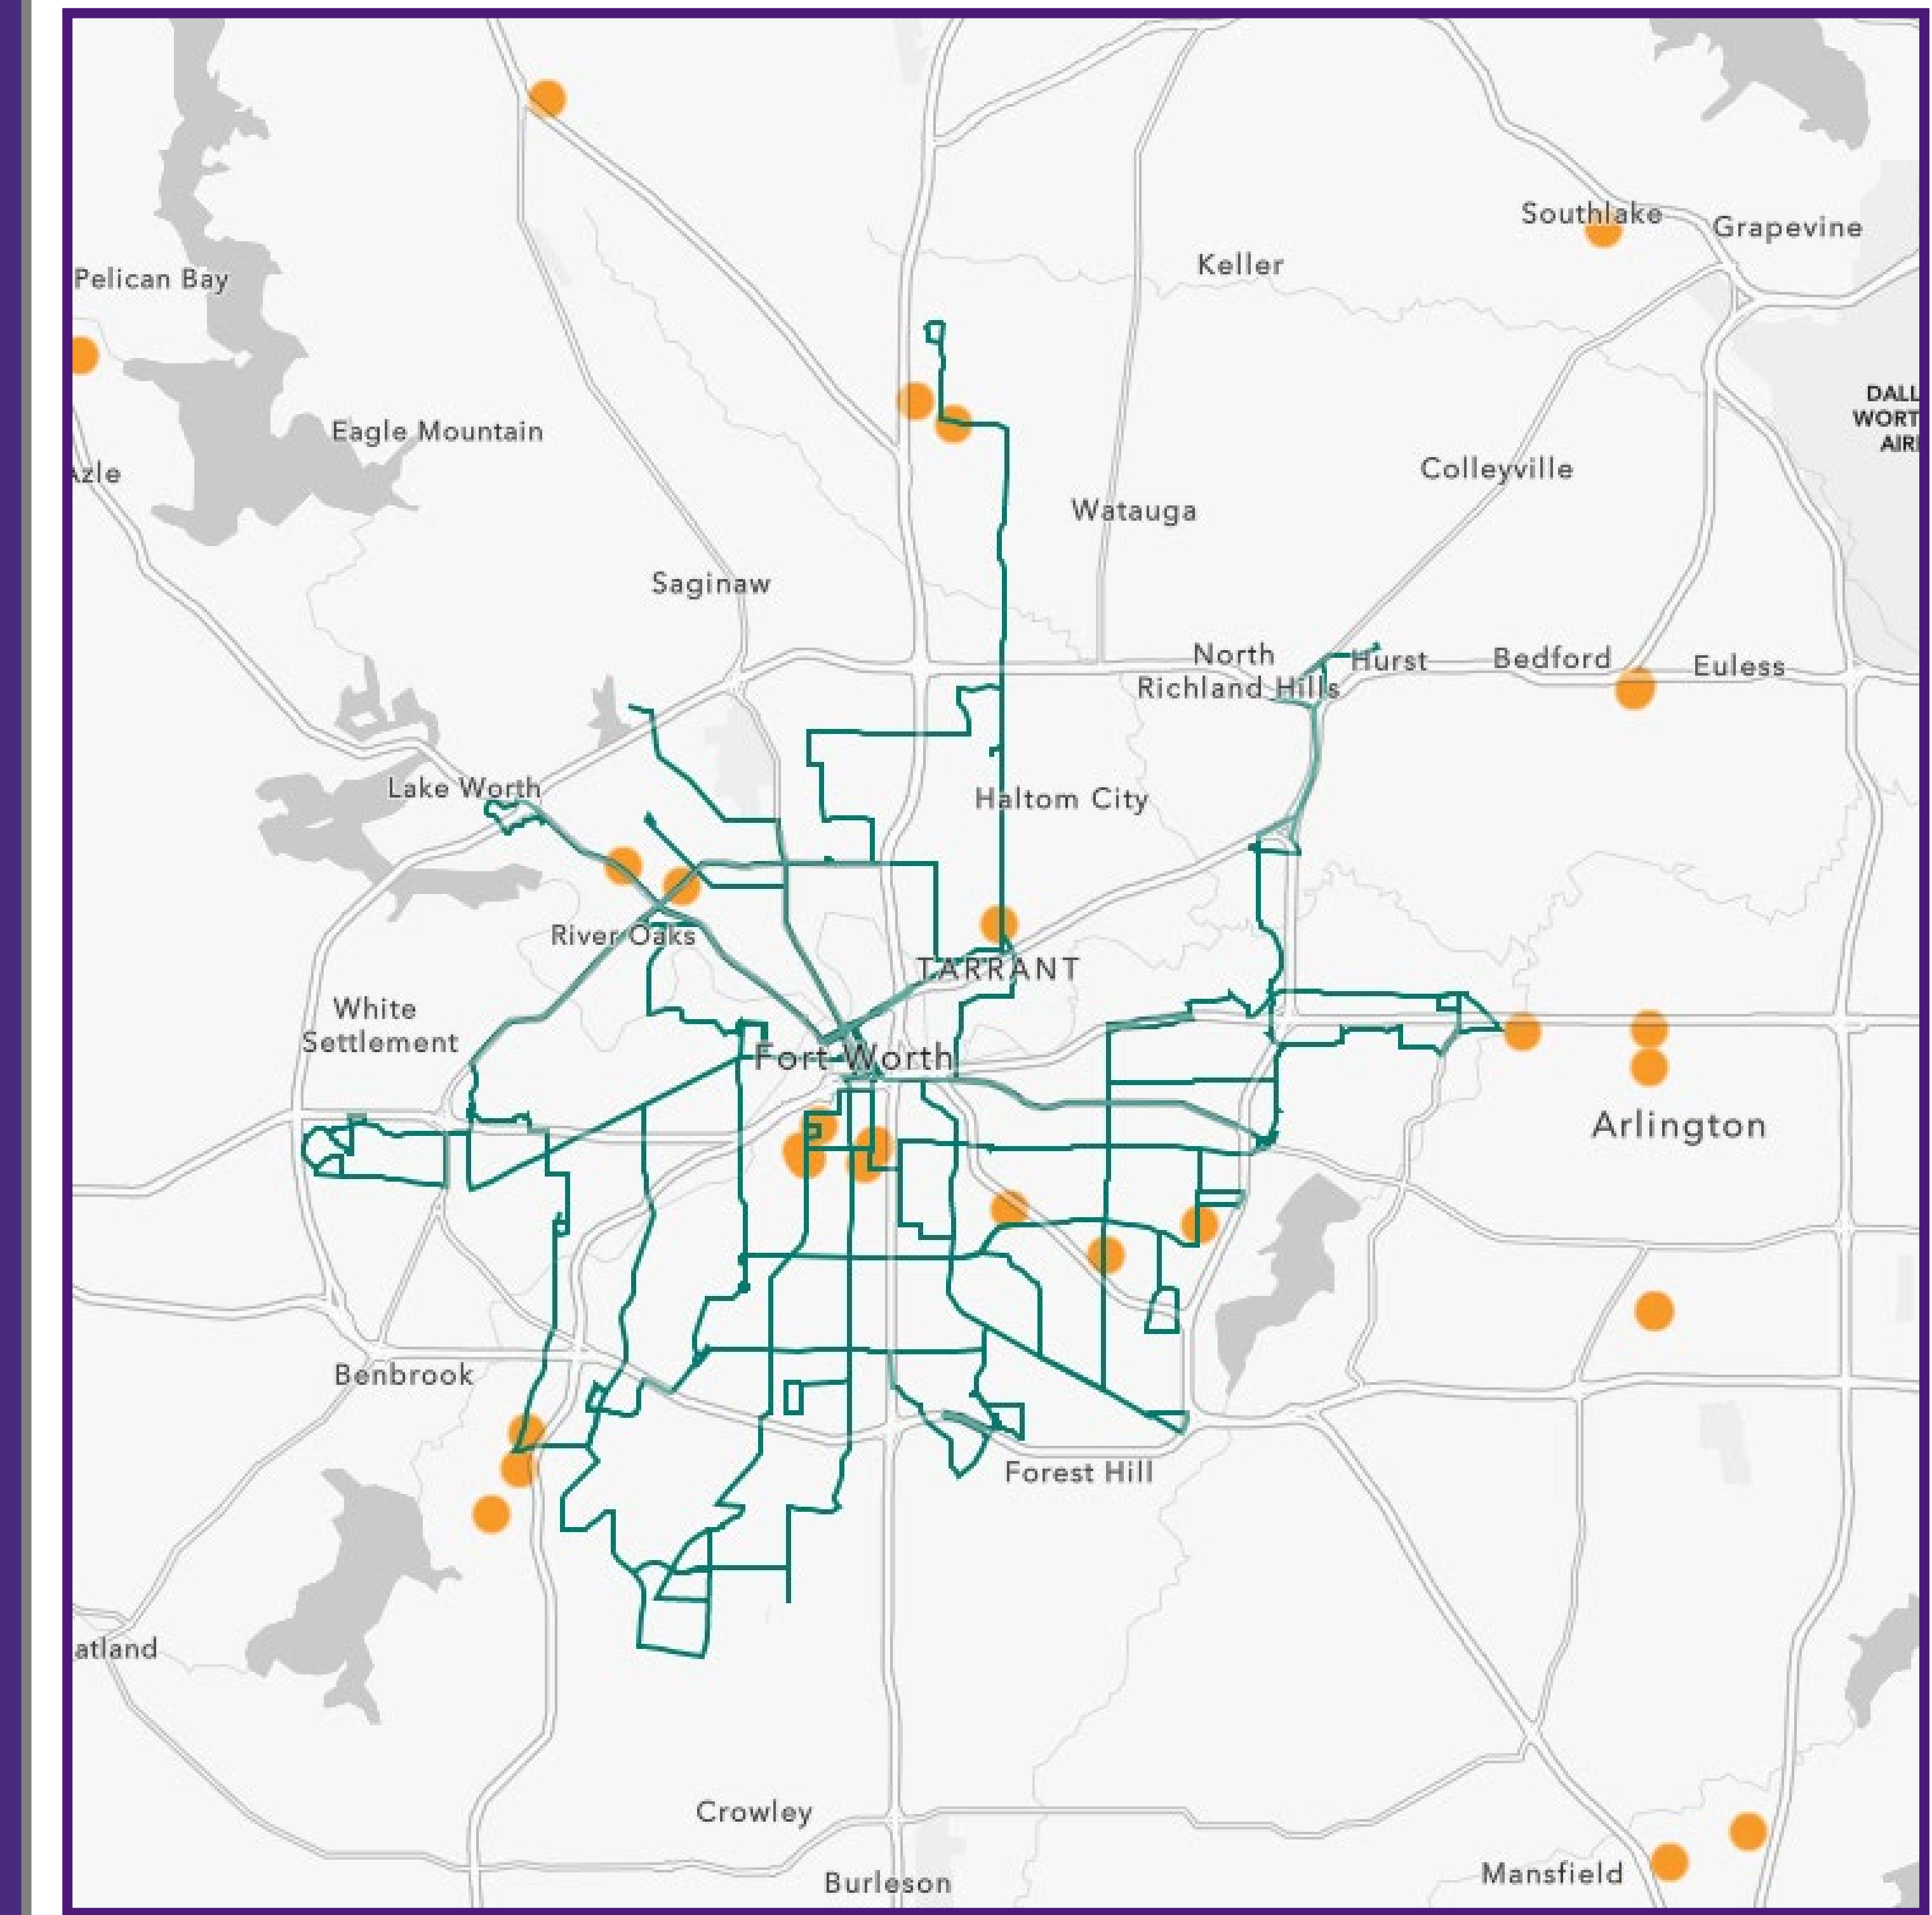 Southlake
Grapevine
Keller
Pelican Bay
DALL
WORT
AIR
Eagle Mountain
Azle
Colleyville
Watauga
Saginaw
North
Richland Hills
Hurst
Bedford
Euless
Lake Worth
Haltom City
River Oaks
TARRANT
White
Settlement
Fort Worth
Arlington
Benbrook
Forest Hill
atland
Crowley
Mansfield
Burleson